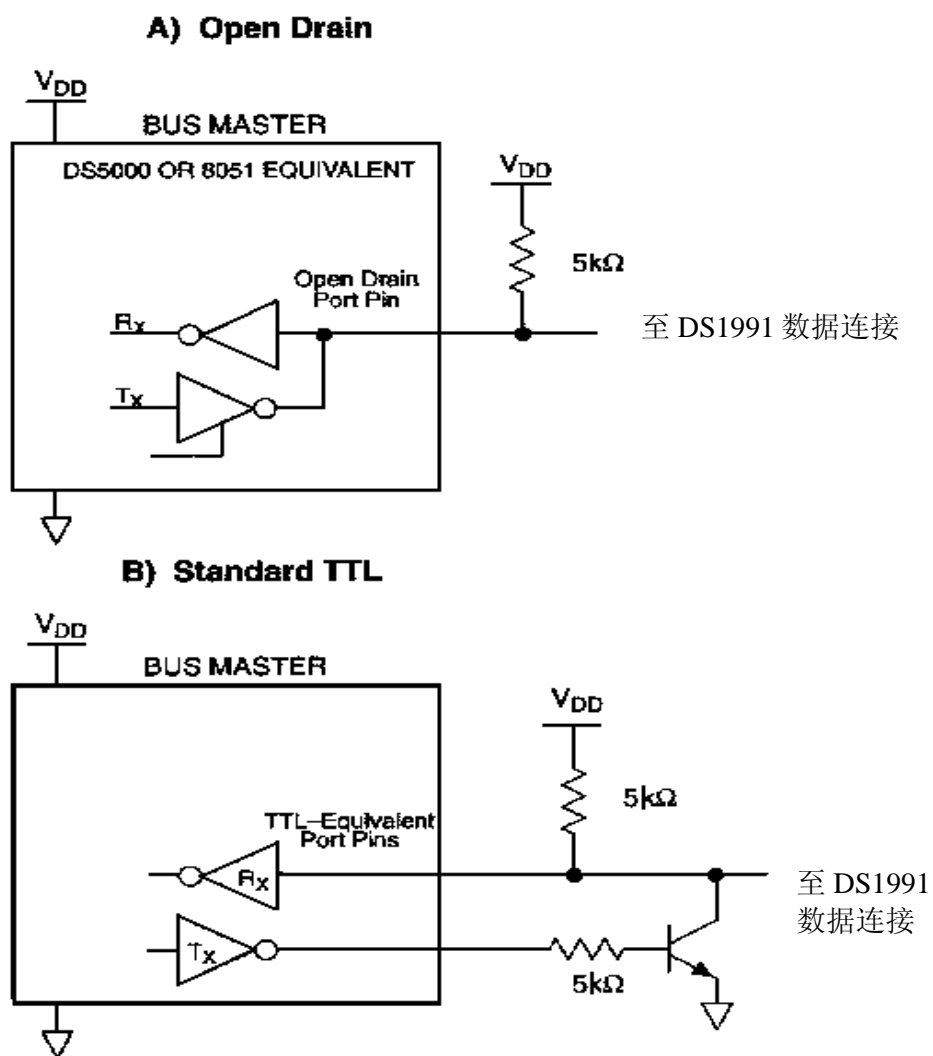 A) Open Drain
VDD
BUS MASTER
DS5000 OR 8051 EQUIVALENT
VDD
5kΩ
Open Drain
Port Pin
RX
至 DS1991 数据连接
TX
B) Standard TTL
VDD
BUS MASTER
VDD
5kΩ
TTL–Equivalent
Port Pins
RX
至 DS1991
数据连接
TX
5kΩ